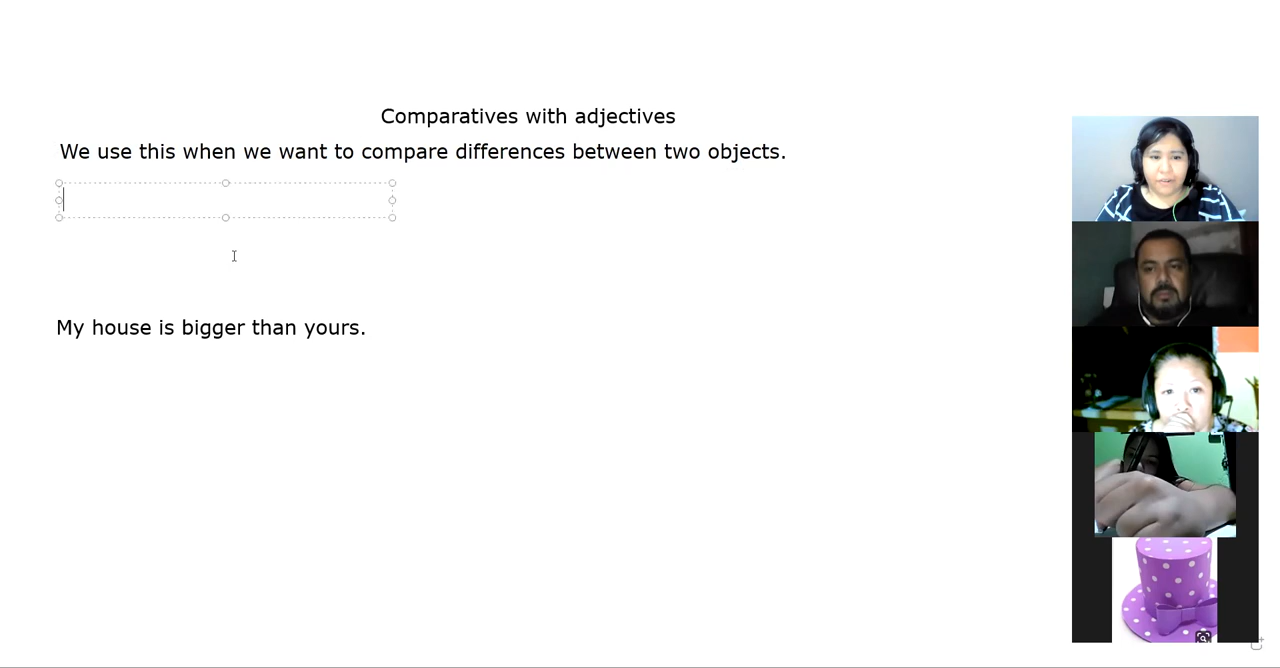 Comparatives with adjectives
We use this when we want to compare differences between two objects.
My house is bigger than yours.